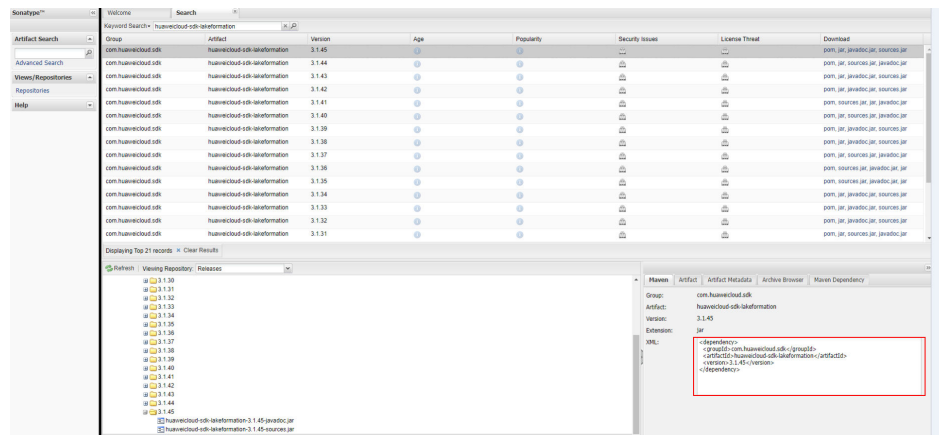 Sonatype™
Welcome
Search
Keyword Search
huaweicloud-sdk-lakeformation
Artifact Search
Advanced Search
Views/Repositories
Repositories
Help
Group Artifact Version Age Popularity Security Issues License Threat Download
com.huaweicloud.sdk huaweicloud-sdk-lakeformation 3.1.45 pom, jar, javadoc.jar, sources.jar
com.huaweicloud.sdk huaweicloud-sdk-lakeformation 3.1.44 pom, jar, javadoc.jar, sources.jar
com.huaweicloud.sdk huaweicloud-sdk-lakeformation 3.1.43 pom, jar, javadoc.jar, sources.jar
com.huaweicloud.sdk huaweicloud-sdk-lakeformation 3.1.42 pom, jar, javadoc.jar, sources.jar
com.huaweicloud.sdk huaweicloud-sdk-lakeformation 3.1.41 pom, sources.jar, jar, javadoc.jar
com.huaweicloud.sdk huaweicloud-sdk-lakeformation 3.1.40 pom, jar, javadoc.jar, sources.jar
com.huaweicloud.sdk huaweicloud-sdk-lakeformation 3.1.39 pom, jar, javadoc.jar, sources.jar
com.huaweicloud.sdk huaweicloud-sdk-lakeformation 3.1.38 pom, jar, javadoc.jar, sources.jar
com.huaweicloud.sdk huaweicloud-sdk-lakeformation 3.1.37 pom, jar, sources.jar, javadoc.jar
com.huaweicloud.sdk huaweicloud-sdk-lakeformation 3.1.36 pom, sources.jar, javadoc.jar, jar
com.huaweicloud.sdk huaweicloud-sdk-lakeformation 3.1.35 pom, sources.jar, javadoc.jar, jar
com.huaweicloud.sdk huaweicloud-sdk-lakeformation 3.1.34 pom, jar, javadoc.jar, sources.jar
com.huaweicloud.sdk huaweicloud-sdk-lakeformation 3.1.33 pom, jar, javadoc.jar, sources.jar
com.huaweicloud.sdk huaweicloud-sdk-lakeformation 3.1.32 pom, jar, sources.jar, javadoc.jar
com.huaweicloud.sdk huaweicloud-sdk-lakeformation 3.1.31 pom, jar, sources.jar, javadoc.jar
Displaying Top 21 records Clear Results
Refresh Viewing Repository: Releases
3.1.30
3.1.31
3.1.32
3.1.33
3.1.34
3.1.35
3.1.36
3.1.37
3.1.38
3.1.39
3.1.40
3.1.41
3.1.42
3.1.43
3.1.44
3.1.45
huaweicloud-sdk-lakeformation-3.1.45-javadoc.jar
huaweicloud-sdk-lakeformation-3.1.45-sources.jar
Maven Artifact Artifact Metadata Archive Browser Maven Dependency
Group: com.huaweicloud.sdk
Artifact: huaweicloud-sdk-lakeformation
Version: 3.1.45
Extension: jar
XML: <dependency>
<groupId>com.huaweicloud.sdk</groupId>
<artifactId>huaweicloud-sdk-lakeformation</artifactId>
<version>3.1.45</version>
</dependency>